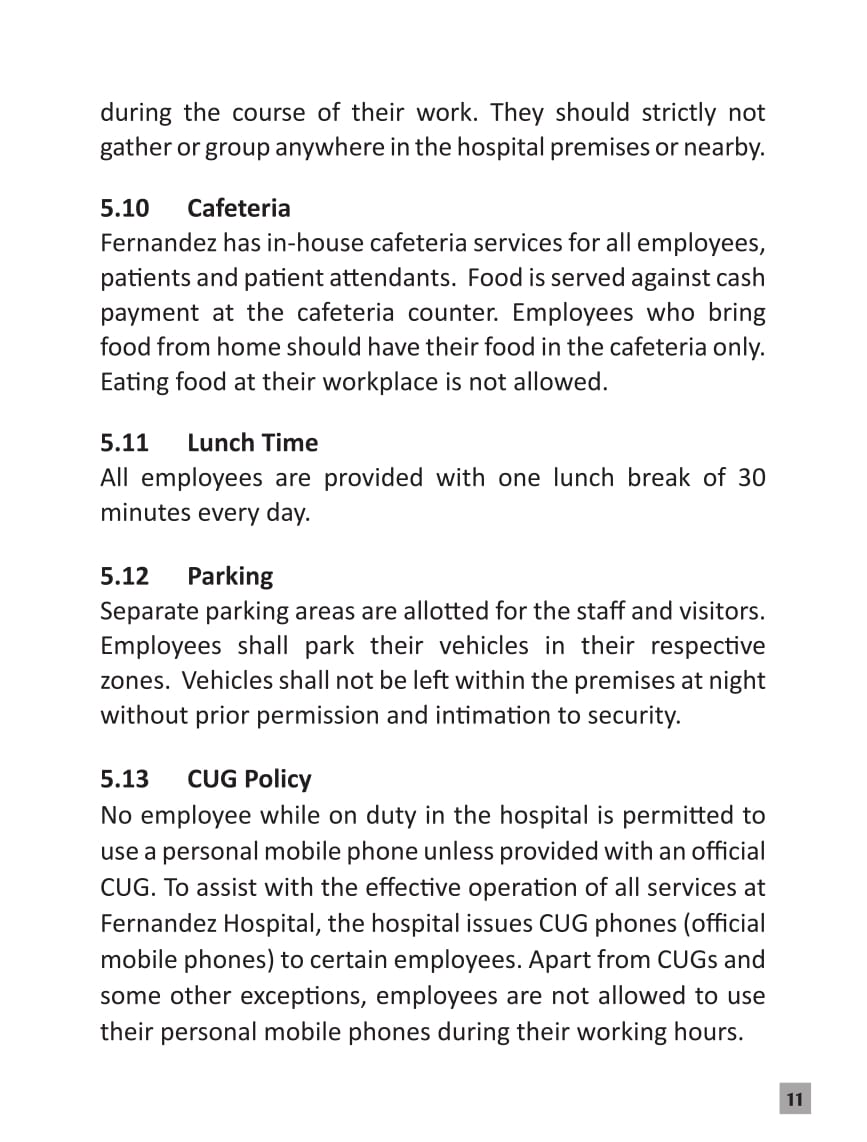 during the course of their work. They should strictly not
gather or group anywhere in the hospital premises or nearby.
5.10 Cafeteria
Fernandez has in-house cafeteria services for all employees,
patients and patient attendants. Food is served against cash
payment at the cafeteria counter. Employees who bring
food from home should have their food in the cafeteria only.
Eating food at their workplace is not allowed.
5.11 Lunch Time
All employees are provided with one lunch break of 30
minutes every day.
5.12 Parking
Separate parking areas are allotted for the staff and visitors.
Employees shall park their vehicles in their respective
zones. Vehicles shall not be left within the premises at night
without prior permission and intimation to security.
5.13 CUG Policy
No employee while on duty in the hospital is permitted to
use a personal mobile phone unless provided with an official
CUG. To assist with the effective operation of all services at
Fernandez Hospital, the hospital issues CUG phones (official
mobile phones) to certain employees. Apart from CUGs and
some other exceptions, employees are not allowed to use
their personal mobile phones during their working hours.
11